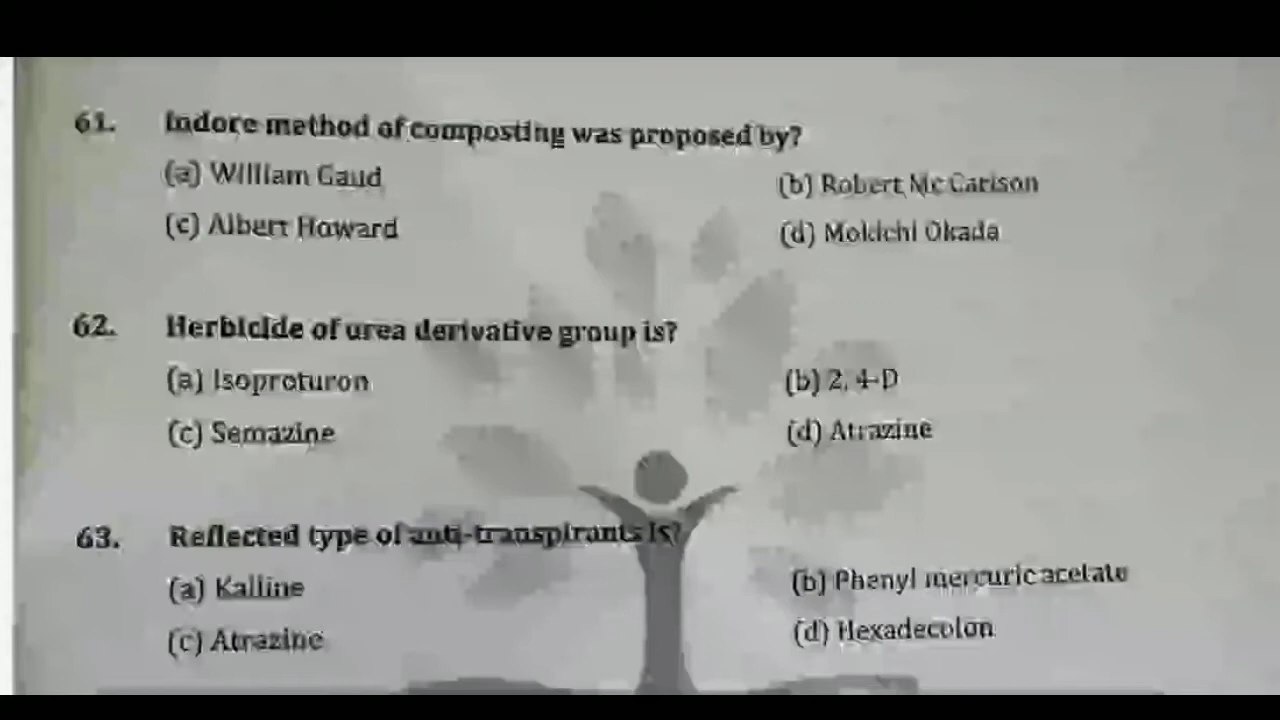 61. Indore method of composting was proposed by?
(a) William Gaud (b) Robert Mc Carison
(c) Albert Howard (d) Mokichi Okada
62. Herbicide of urea derivative group is?
(a) Isoproturon (b) 2, 4-D
(c) Semazine (d) Atrazine
63. Reflected type of anti-transpirants is?
(a) Kalline (b) Phenyl mercuric acetate
(c) Atrazine (d) Hexadecolon